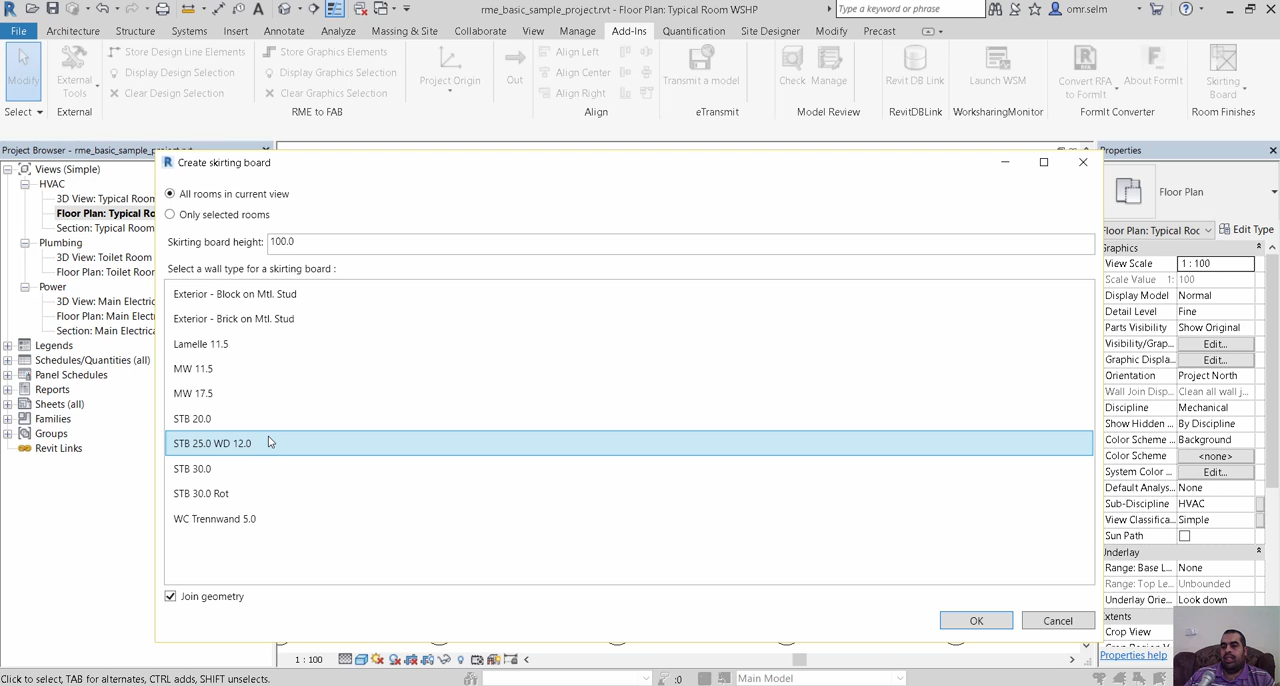 rme_basic_sample_project.rvt - Floor Plan: Typical Room WSHP
Type a keyword or phrase
omr.selm
File Architecture Structure Systems Insert Annotate Analyze Massing & Site Collaborate View Manage Add-Ins Quantification Site Designer Modify Precast
Modify
Select
External Tools
External
Store Design Line Elements
Display Design Selection
Clear Design Selection
Store Graphics Elements
Display Graphics Selection
Clear Graphics Selection
RME to FAB
Project Origin
Out
Align Left
Align Center
Align Right
Align
Transmit a model
eTransmit
Check Manage
Model Review
Revit DB Link
RevitDBLink
Launch WSM
WorksharingMonitor
Convert RFA to FormIt
About FormIt
FormIt Converter
Skirting Board
Room Finishes
Project Browser - rme_basic_sample_project.rvt
Views (Simple)
HVAC
3D View: Typical Room
Floor Plan: Typical Ro
Section: Typical Room
Plumbing
3D View: Toilet Room
Floor Plan: Toilet Room
Power
3D View: Main Electric
Floor Plan: Main Electri
Section: Main Electrica
Legends
Schedules/Quantities (all)
Panel Schedules
Reports
Sheets (all)
Families
Groups
Revit Links
Create skirting board
All rooms in current view
Only selected rooms
Skirting board height: 100.0
Select a wall type for a skirting board :
Exterior - Block on Mtl. Stud
Exterior - Brick on Mtl. Stud
Lamelle 11.5
MW 11.5
MW 17.5
STB 20.0
STB 25.0 WD 12.0
STB 30.0
STB 30.0 Rot
WC Trennwand 5.0
Join geometry
OK Cancel
Properties
Floor Plan
Floor Plan: Typical Roc Edit Type
Graphics
View Scale 1 : 100
Scale Value 1: 100
Display Model Normal
Detail Level Fine
Parts Visibility Show Original
Visibility/Grap... Edit...
Graphic Displa... Edit...
Orientation Project North
Wall Join Disp... Clean all wall j...
Discipline Mechanical
Show Hidden ... By Discipline
Color Scheme ... Background
Color Scheme <none>
System Color ... Edit...
Default Analys... None
Sub-Discipline HVAC
View Classifica... Simple
Sun Path
Underlay
Range: Base L... None
Range: Top Le... Unbounded
Underlay Orie... Look down
Extents
Crop View
Properties help
1 : 100
Click to select, TAB for alternates, CTRL adds, SHIFT unselects.
:0
Main Model